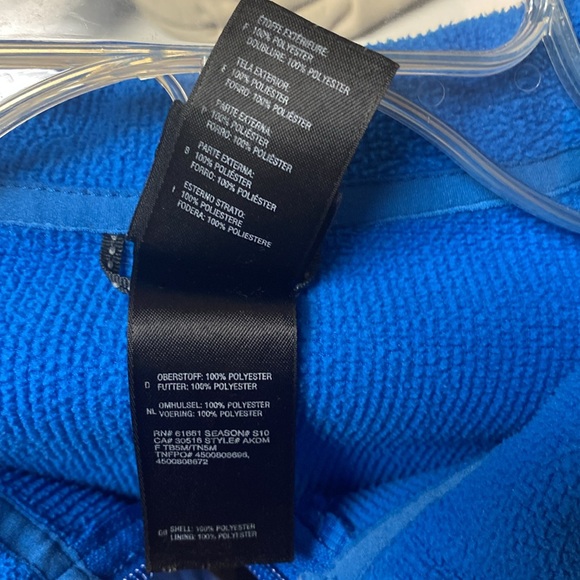 ÉTOFFE EXTÉRIEURE:
F 100% POLYESTER
DOUBLURE: 100% POLYESTER
TELA EXTERIOR:
E 100% POLIÉSTER
FORRO: 100% POLIÉSTER
PARTE EXTERNA:
P 100% POLIÉSTER
FORRO: 100% POLIÉSTER
PARTE EXTERNA:
B 100% POLIÉSTER
FORRO: 100% POLIÉSTER
ESTERNO STRATO:
I 100% POLIESTERE
FODERA: 100% POLIESTERE
OBERSTOFF: 100% POLYESTER
D FUTTER: 100% POLYESTER
OMHULSEL: 100% POLYESTER
NL VOERING: 100% POLYESTER
RN# 61661 SEASON# S10
CA# 30516 STYLE# AKDM
F TB5M/TN5M
TNFPO# 4500808696,
4500808672
GB SHELL: 100% POLYESTER
LINING: 100% POLYESTER